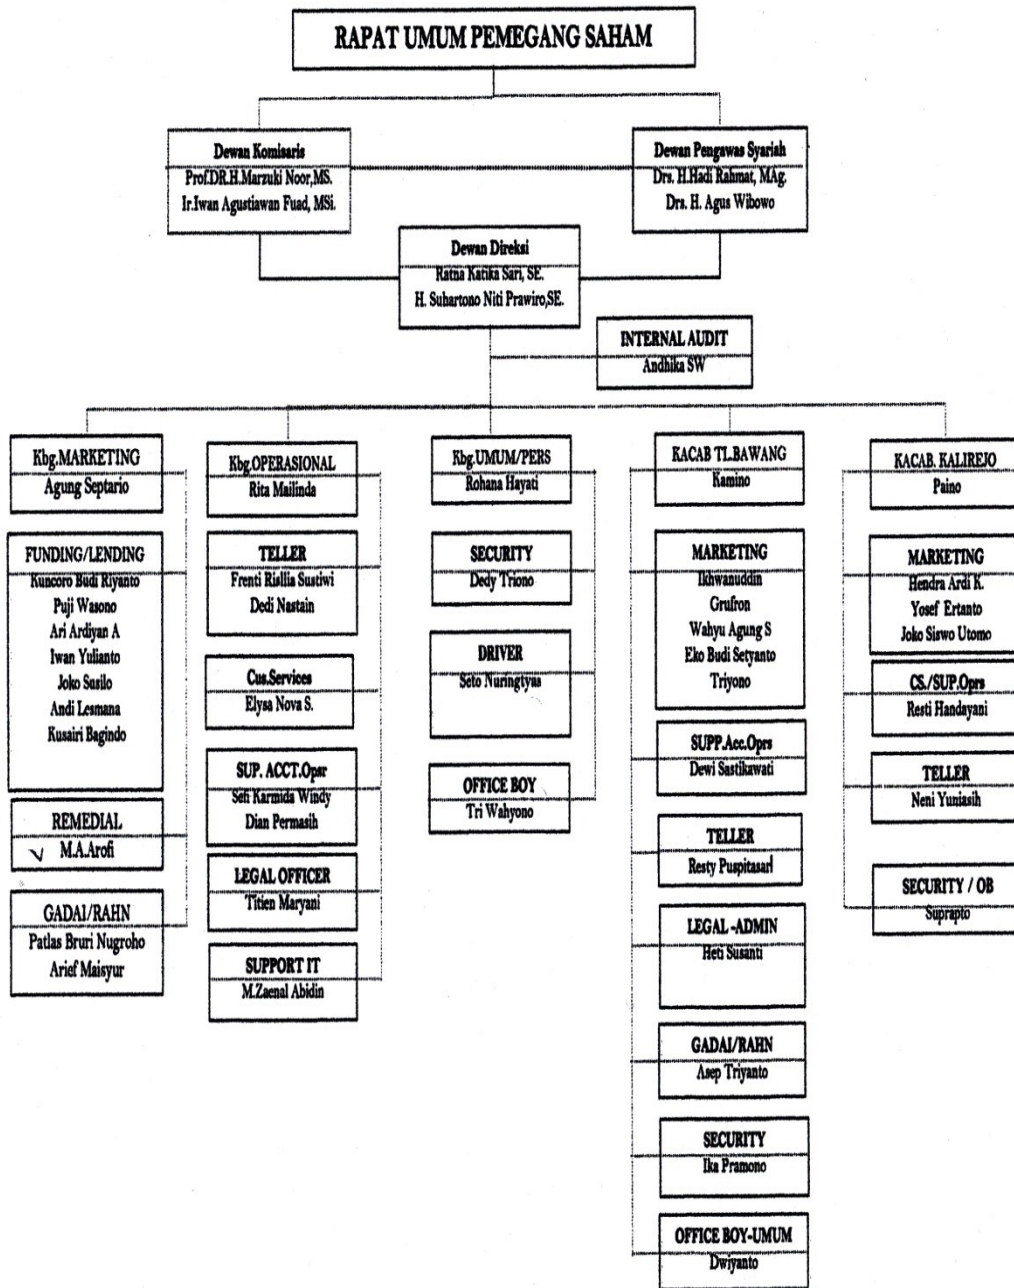 RAPAT UMUM PEMEGANG SAHAM
Dewan Komisaris
Prof.DR.H.Marzuki Noor,MS.
Ir.Iwan Agustiawan Fuad, MSi.
Dewan Pengawas Syariah
Drs. H.Hadi Rahmat, MAg.
Drs. H. Agus Wibowo
Dewan Direksi
Ratna Katika Sari, SE.
H. Suhartono Niti Prawiro,SE.
INTERNAL AUDIT
Andhika SW
Kbg.MARKETING
Agung Septario
FUNDING/LENDING
Kuncoro Budi Riyanto
Puji Wasono
Ari Ardiyan A
Iwan Yulianto
Joko Susilo
Andi Lesmana
Kusairi Bagindo
REMEDIAL
M.A.Arofi
GADAI/RAHN
Patlas Bruri Nugroho
Arief Maisyur
Kbg.OPERASIONAL
Rita Mailinda
TELLER
Frenti Risllia Sustiwi
Dedi Nastain
Cus.Services
Elysa Nova S.
SUP. ACCT.Opsr
Sefi Karmida Windy
Dian Permasih
LEGAL OFFICER
Titien Maryani
SUPPORT IT
M.Zaenal Abidin
Kbg.UMUM/PERS
Rohana Hayati
SECURITY
Dedy Triono
DRIVER
Seto Nuringtyas
OFFICE BOY
Tri Wahyono
KACAB TL.BAWANG
Kamino
MARKETING
Ikhwanuddin
Grufron
Wahyu Agung S
Eko Budi Setyanto
Triyono
SUPP.Acc.Oprs
Dewi Sastikawati
TELLER
Resty Puspitasari
LEGAL -ADMIN
Heti Susanti
GADAI/RAHN
Asep Triyanto
SECURITY
Ika Pramono
OFFICE BOY-UMUM
Dwiyanto
KACAB. KALIREJO
Paino
MARKETING
Hendra Ardi K.
Yosef Ertanto
Joko Siswo Utomo
CS./SUP.Oprs
Resti Handayani
TELLER
Neni Yuniasih
SECURITY / OB
Suprapto